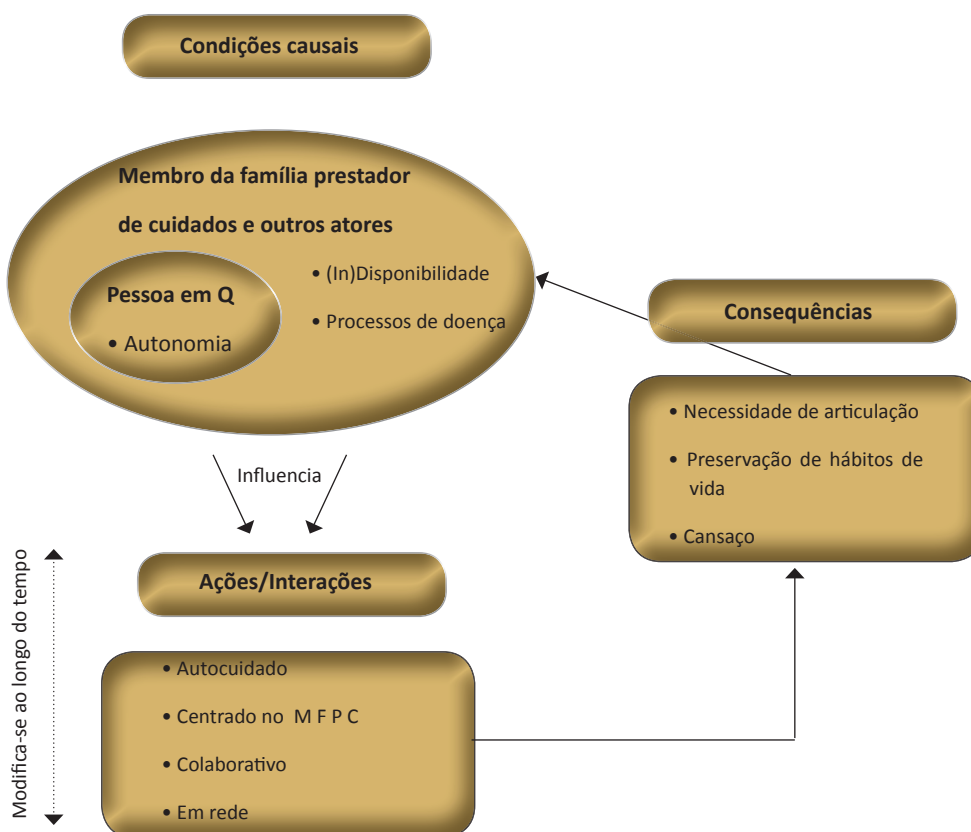 Condições causais
Membro da família prestador
de cuidados e outros atores
• (In)Disponibilidade
• Processos de doença
Pessoa em Q
• Autonomia
Influencia
Consequências
• Necessidade de articulação
• Preservação de hábitos de
vida
• Cansaço
Modifica-se ao longo do tempo
Ações/Interações
• Autocuidado
• Centrado no M F P C
• Colaborativo
• Em rede